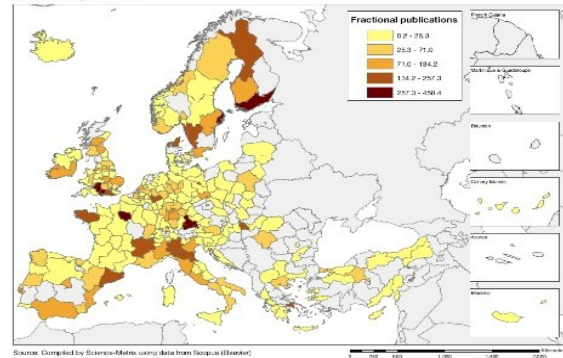 Fractional publications
0.2 - 25.3
25.3 - 71.0
71.0 - 134.2
134.2 - 257.3
257.3 - 458.4
French Guiana
Martinique & Guadeloupe
Réunion
Canary Islands
Azores
Madeira
Source: Compiled by Science-Metrix using data from Scopus (Elsevier)